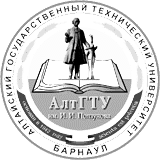 АЛТАЙСКИЙ ГОСУДАРСТВЕННЫЙ ТЕХНИЧЕСКИЙ УНИВЕРСИТЕТ
АлтГТУ
им. И. И. Ползунова
БАРНАУЛ